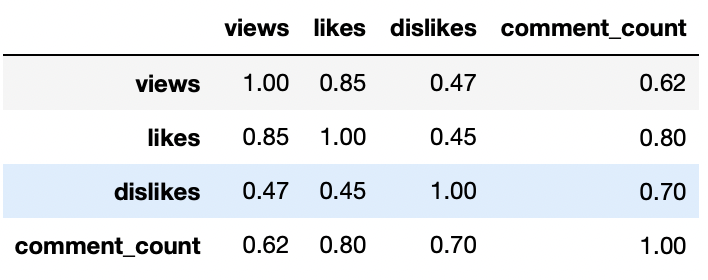 views likes dislikes comment_count
views 1.00 0.85 0.47 0.62
likes 0.85 1.00 0.45 0.80
dislikes 0.47 0.45 1.00 0.70
comment_count 0.62 0.80 0.70 1.00